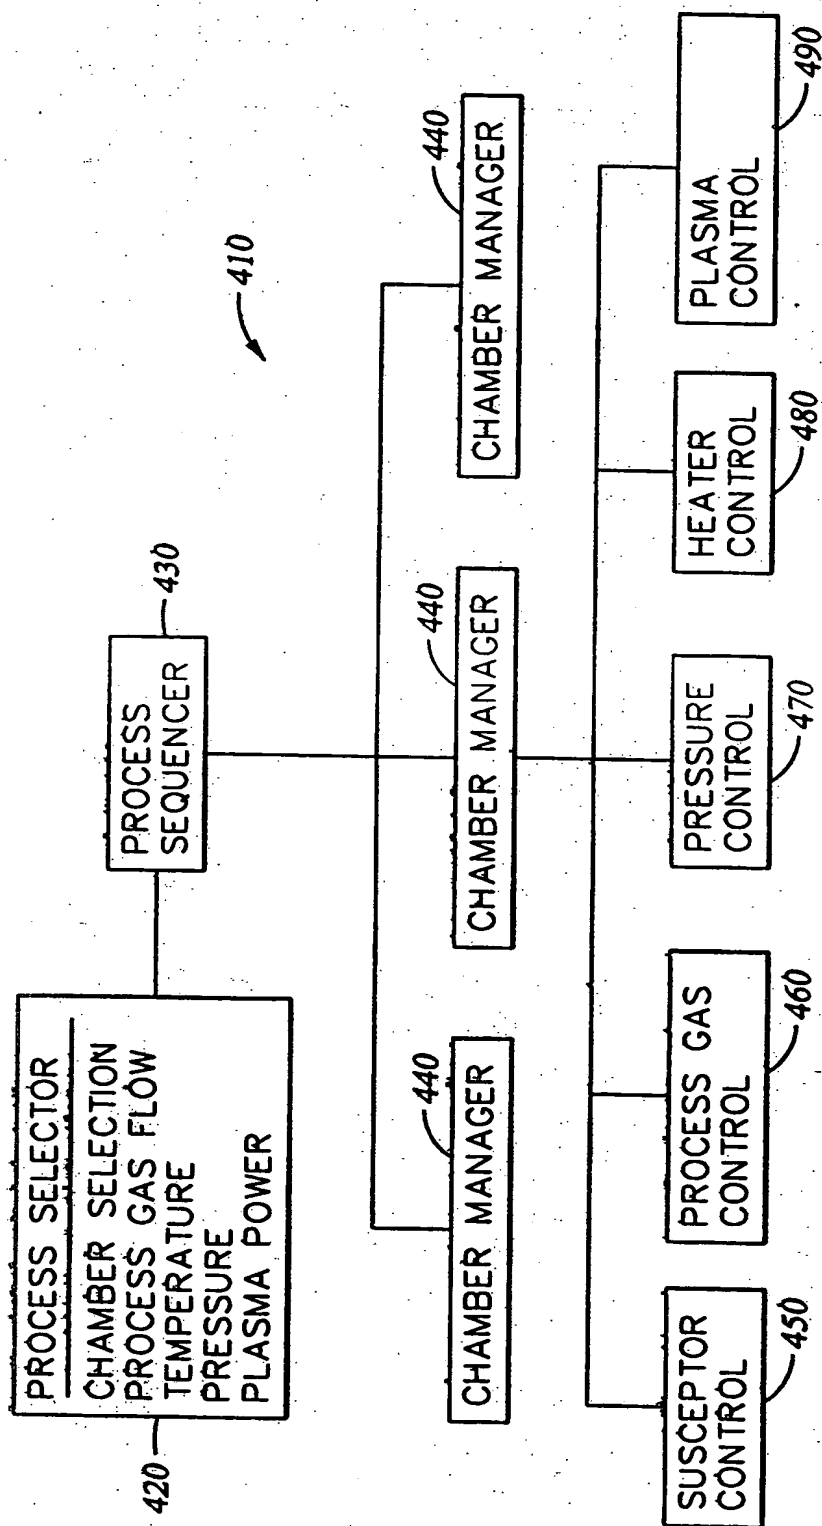 PROCESS SELECTOR
CHAMBER SELECTION
PROCESS GAS FLOW
TEMPERATURE
PRESSURE
PLASMA POWER
420
PROCESS
SEQUENCER
430
410
CHAMBER MANAGER
440
CHAMBER MANAGER
440
CHAMBER MANAGER
440
SUSCEPTOR
CONTROL
450
PROCESS GAS
CONTROL
460
PRESSURE
CONTROL
470
HEATER
CONTROL
480
PLASMA
CONTROL
490